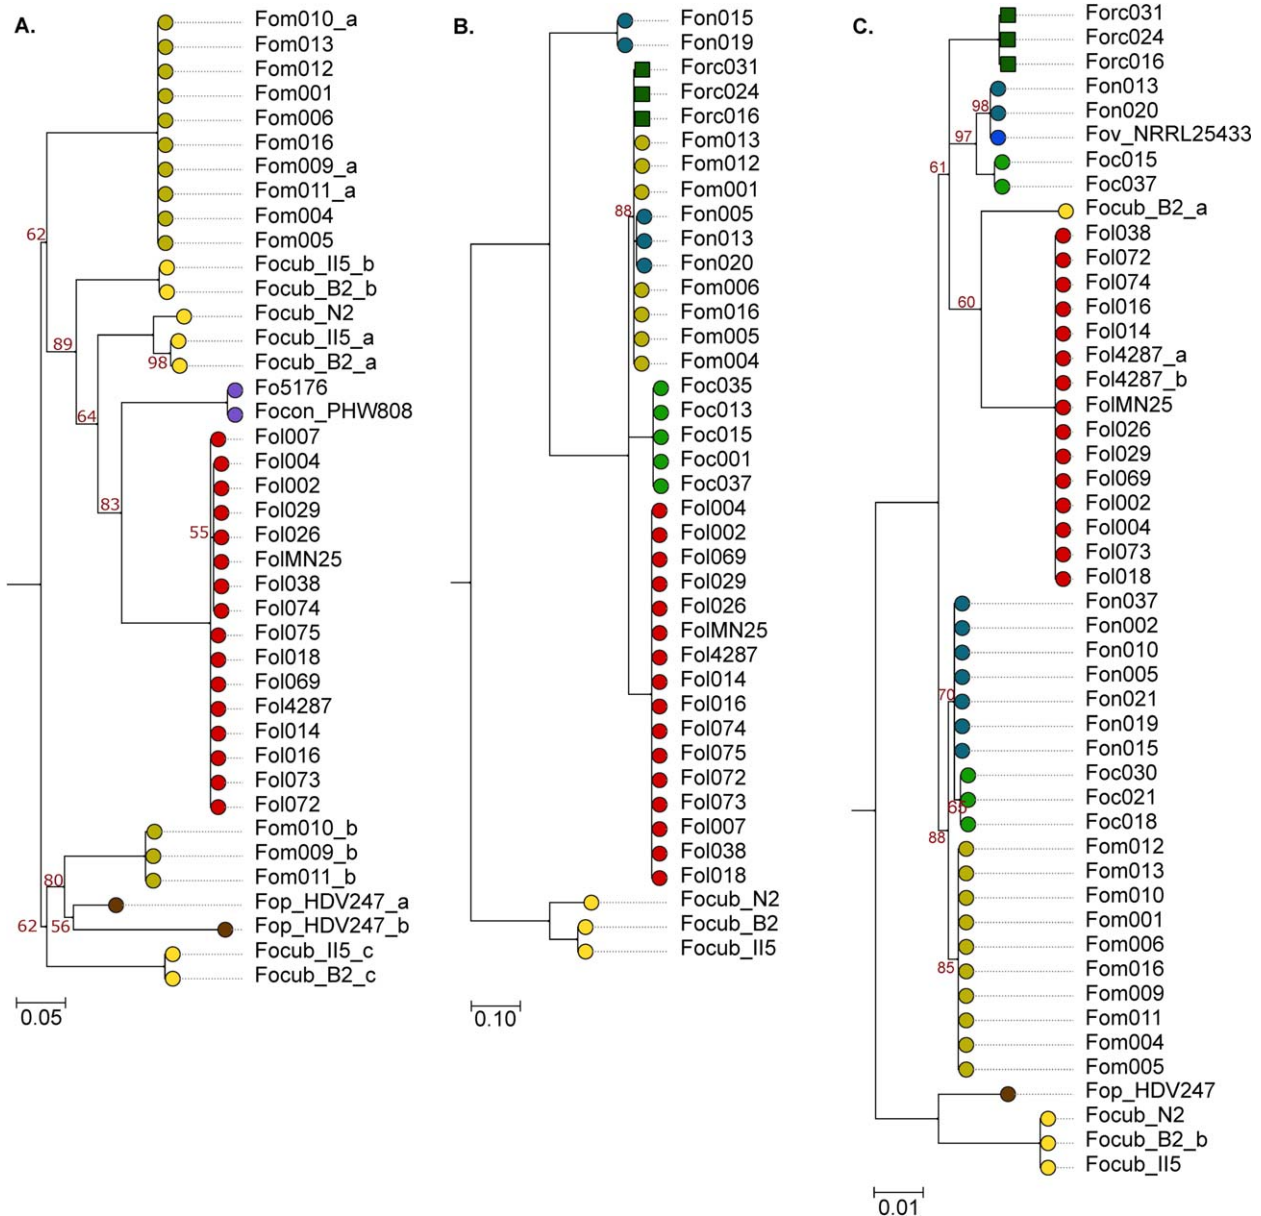 A.
Fom010_a
Fom013
Fom012
Fom001
Fom006
Fom016
Fom009_a
Fom011_a
Fom004
Fom005
62
Focub_II5_b
Focub_B2_b
Focub_N2
Focub_II5_a
89
98
Focub_B2_a
Fo5176
Focon_PHW808
64
Fol007
Fol004
Fol002
83
Fol029
55
Fol026
FolMN25
Fol038
Fol074
Fol075
Fol018
Fol069
Fol4287
Fol014
Fol016
Fol073
Fol072
Fom010_b
Fom009_b
80
Fom011_b
Fop_HDV247_a
62
56
Fop_HDV247_b
Focub_II5_c
Focub_B2_c
0.05
B.
Fon015
Fon019
Forc031
Forc024
Forc016
Fom013
Fom012
Fom001
88
Fon005
Fon013
Fon020
Fom006
Fom016
Fom005
Fom004
Foc035
Foc013
Foc015
Foc001
Foc037
Fol004
Fol002
Fol069
Fol029
Fol026
FolMN25
Fol4287
Fol014
Fol016
Fol074
Fol075
Fol072
Fol073
Fol007
Fol038
Fol018
Focub_N2
Focub_B2
Focub_II5
0.10
C.
Forc031
Forc024
Forc016
Fon013
98
Fon020
97
Fov_NRRL25433
Foc015
61
Foc037
Focub_B2_a
Fol038
Fol072
Fol074
60
Fol016
Fol014
Fol4287_a
Fol4287_b
FolMN25
Fol026
Fol029
Fol069
Fol002
Fol004
Fol073
Fol018
Fon037
Fon002
Fon010
Fon005
70
Fon021
Fon019
Fon015
Foc030
Foc021
65
Foc018
88
Fom012
Fom013
Fom010
Fom001
Fom006
85
Fom016
Fom009
Fom011
Fom004
Fom005
Fop_HDV247
Focub_N2
Focub_B2_b
Focub_II5
0.01